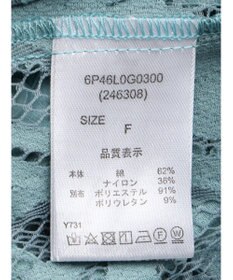 6P46L0G0300
(246308)
SIZE F
品質表示
本体 綿 62%
ナイロン 38%
別布 ポリエステル 91%
ポリウレタン 9%
Y731